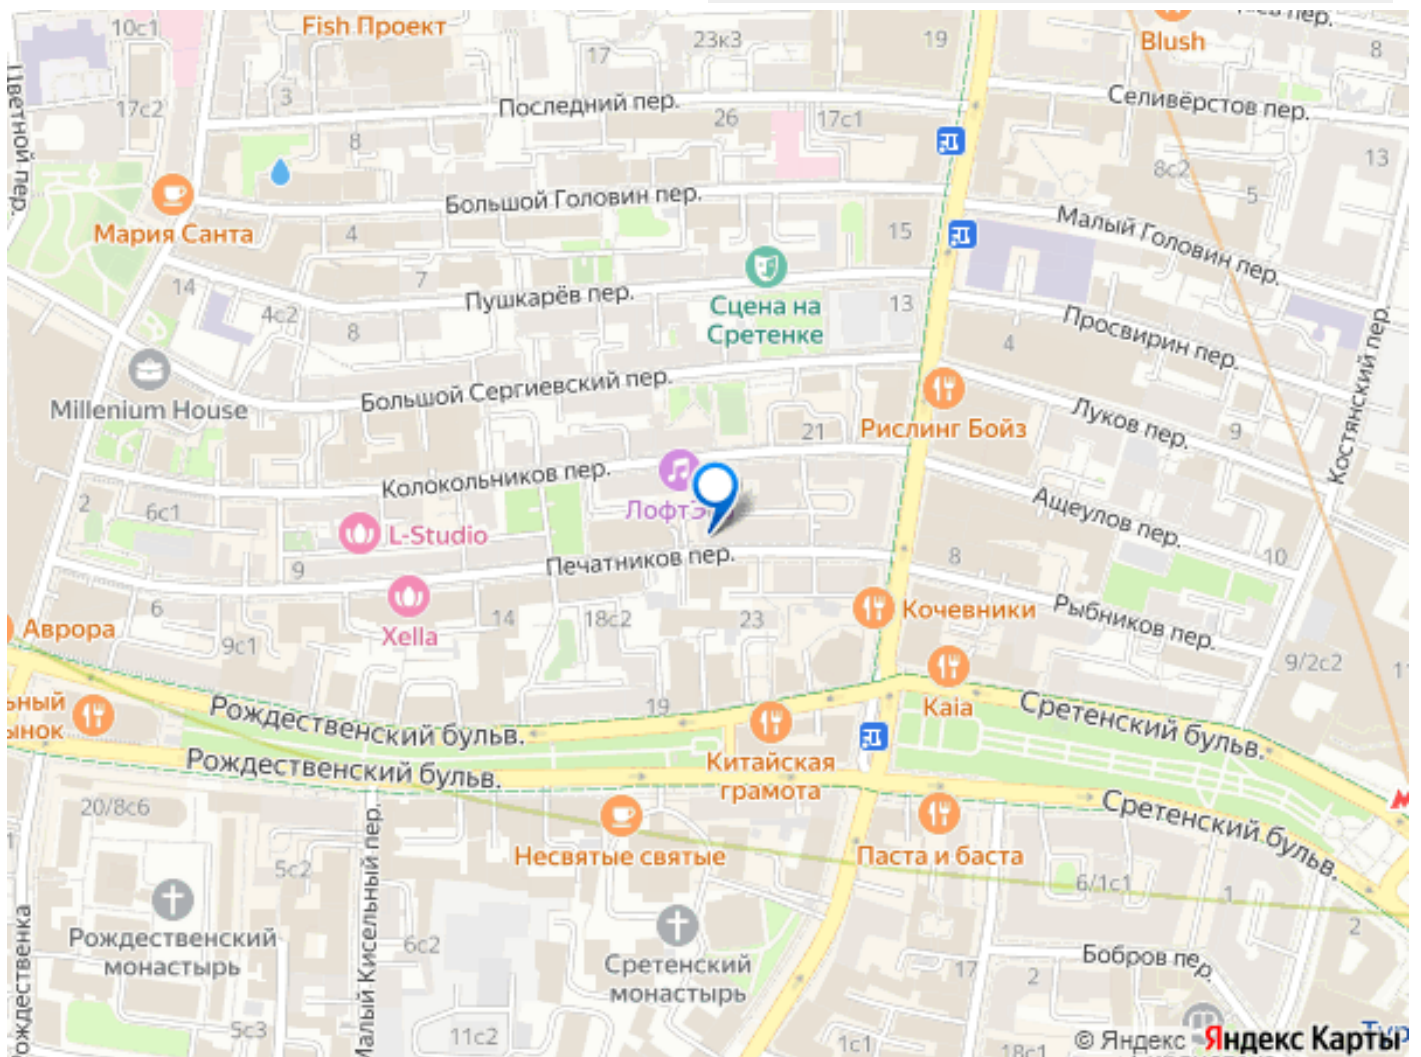 10с1
Fish Проект
23к3
19
Blush
8
17
Последний пер.
Селивёрстов пер.
3
17с2
26
17с1
8
13
Цветной пер.
8с2
5
Большой Головин пер.
Мария Санта
4
15
Малый Головин пер.
7
14
Пушкарёв пер.
Сцена на
Сретенке
13
4с2
8
Просвирин пер.
4
Костянский пер.
Millenium House
Большой Сергиевский пер.
21
Рислинг Бойз
Луков пер.
9
Колокольников пер.
2
6с1
L-Studio
Ащеулов пер.
9
Печатников пер.
8
10
6
14
18с2
23
Кочевники
Рыбников пер.
Аврора
9с1
Xella
9/2с2
19
Kaia
Рождественский бульв.
Сретенский бульв.
Рождественский бульв.
Китайская
грамота
20/8с6
Сретенский бульв.
Несвятые святые
Паста и баста
5с2
6/1с1
1
2
Малый Кисельный пер.
Рождественский
монастырь
6с2
Сретенский
монастырь
17
2
Бобров пер.
5с3
11с2
1с1
18с1
© Яндекс Яндекс Карты